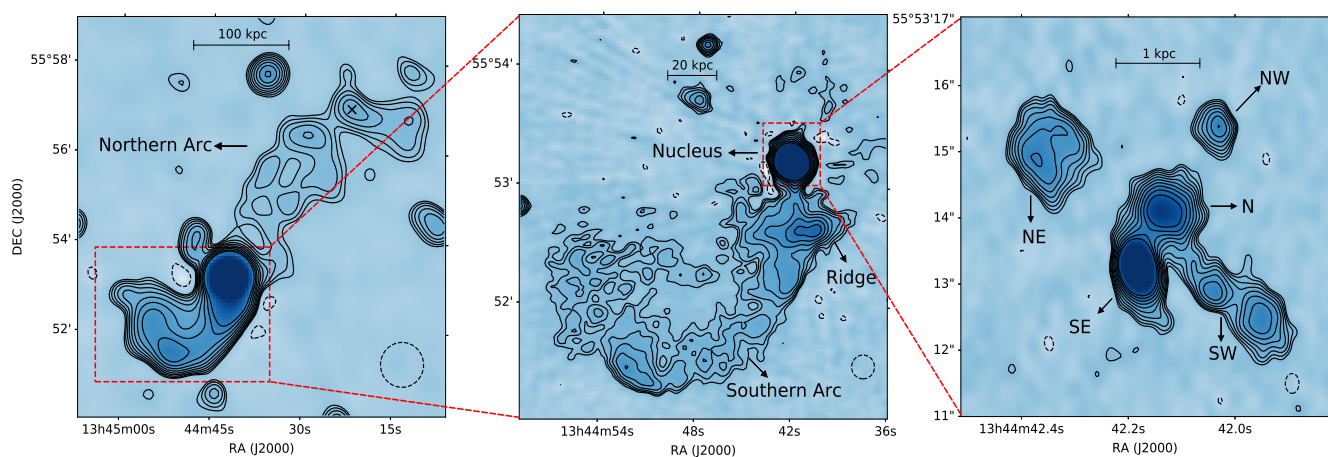 100 kpc
55°58'
56'
54'
52'
DEC (J2000)
Northern Arc
13h45m00s
44m45s
30s
15s
RA (J2000)
55°54'
53'
52'
20 kpc
Nucleus
Ridge
Southern Arc
13h44m54s
48s
42s
36s
RA (J2000)
55°53'17"
16"
15"
14"
13"
12"
11"
1 kpc
NW
NE
N
SE
SW
13h44m42.4s
42.2s
42.0s
RA (J2000)